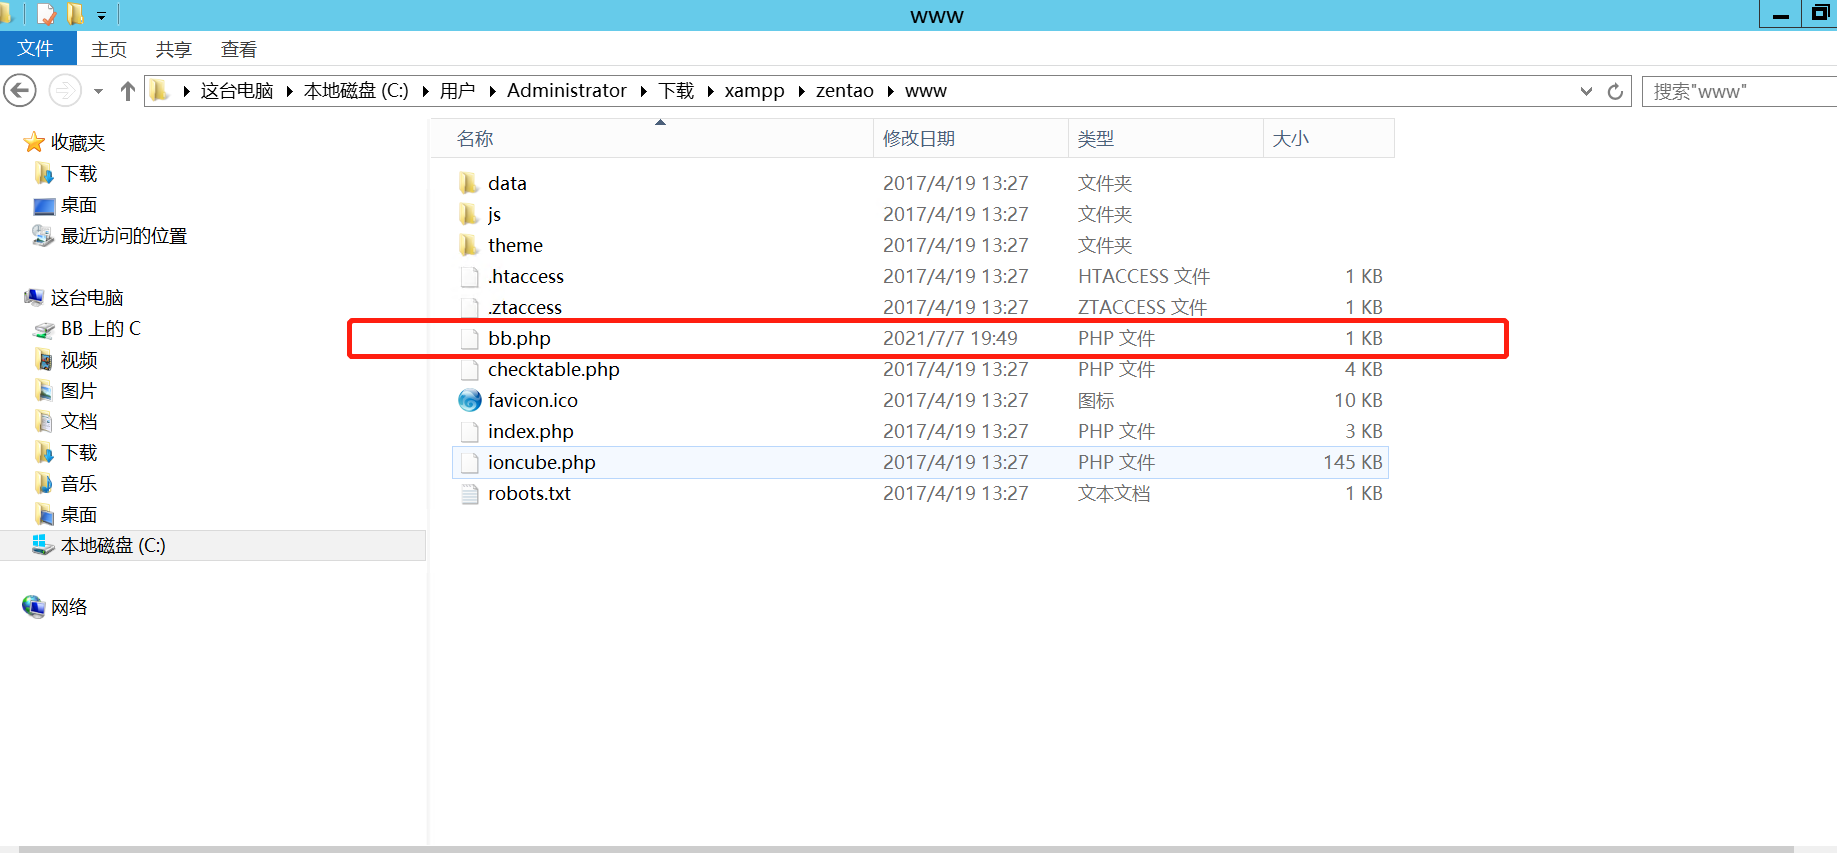 www
文件 主页 共享 查看
这台电脑 本地磁盘 (C:) 用户 Administrator 下载 xampp zentao www 搜索"www"
名称 修改日期 类型 大小
收藏夹
下载
桌面
最近访问的位置
这台电脑
BB 上的 C
视频
图片
文档
下载
音乐
桌面
本地磁盘 (C:)
网络
data 2017/4/19 13:27 文件夹
js 2017/4/19 13:27 文件夹
theme 2017/4/19 13:27 文件夹
.htaccess 2017/4/19 13:27 HTACCESS 文件 1 KB
.ztaccess 2017/4/19 13:27 ZTACCESS 文件 1 KB
bb.php 2021/7/7 19:49 PHP 文件 1 KB
checktable.php 2017/4/19 13:27 PHP 文件 4 KB
favicon.ico 2017/4/19 13:27 图标 10 KB
index.php 2017/4/19 13:27 PHP 文件 3 KB
ioncube.php 2017/4/19 13:27 PHP 文件 145 KB
robots.txt 2017/4/19 13:27 文本文档 1 KB